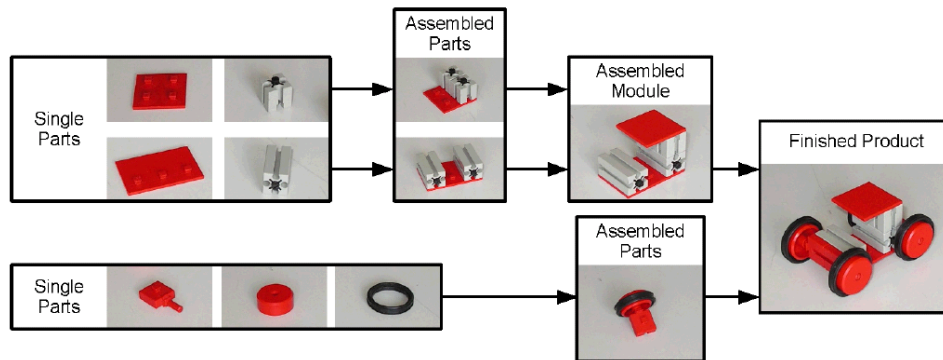 Assembled
Parts
Single
Parts
Assembled
Module
Finished Product
Assembled
Parts
Single
Parts